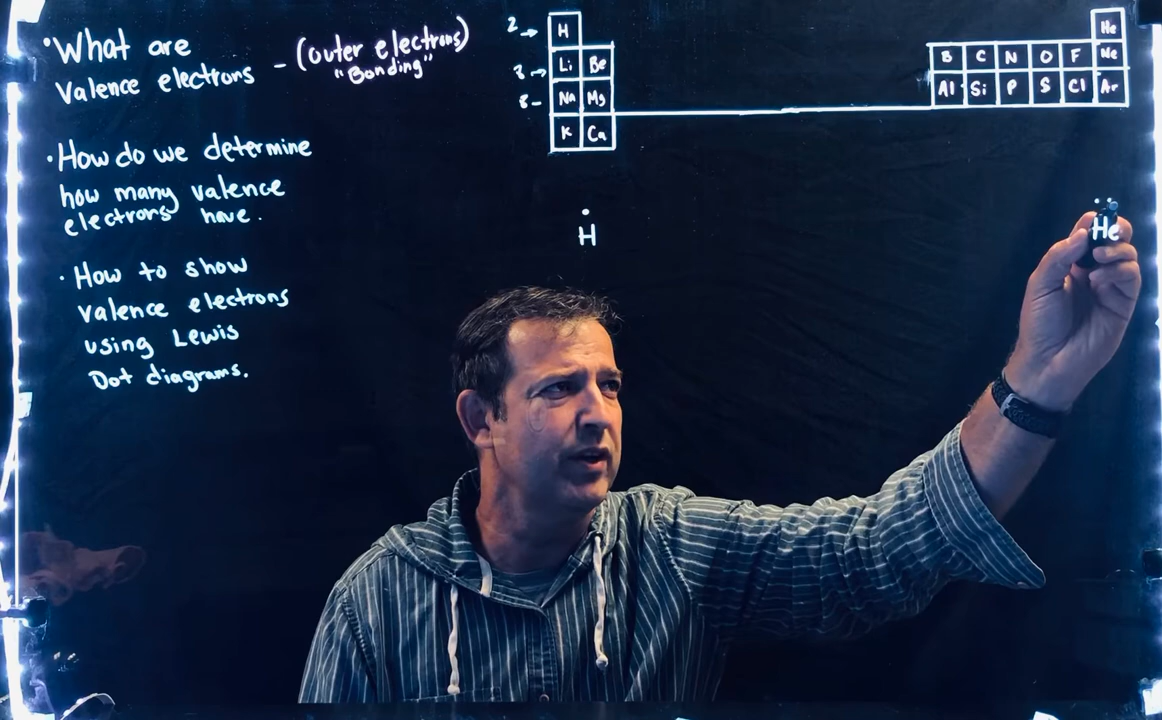 •What are
Valence electrons - (outer electrons)
"Bonding"
•How do we determine
how many valence
electrons have.
•How to show
valence electrons
using Lewis
Dot diagrams.
2→ H He
8→ Li Be B C N O F Ne
8- Na Mg Al Si P S Cl Ar
K Ca
H He